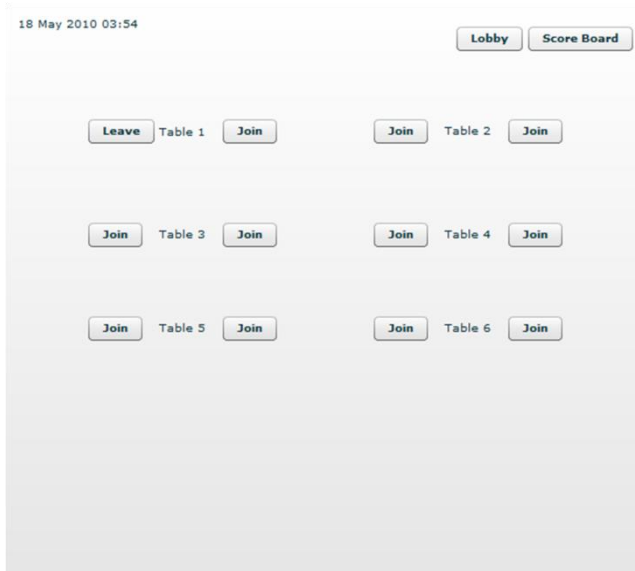 18 May 2010 03:54
Lobby Score Board
Leave Table 1 Join Join Table 2 Join
Join Table 3 Join Join Table 4 Join
Join Table 5 Join Join Table 6 Join